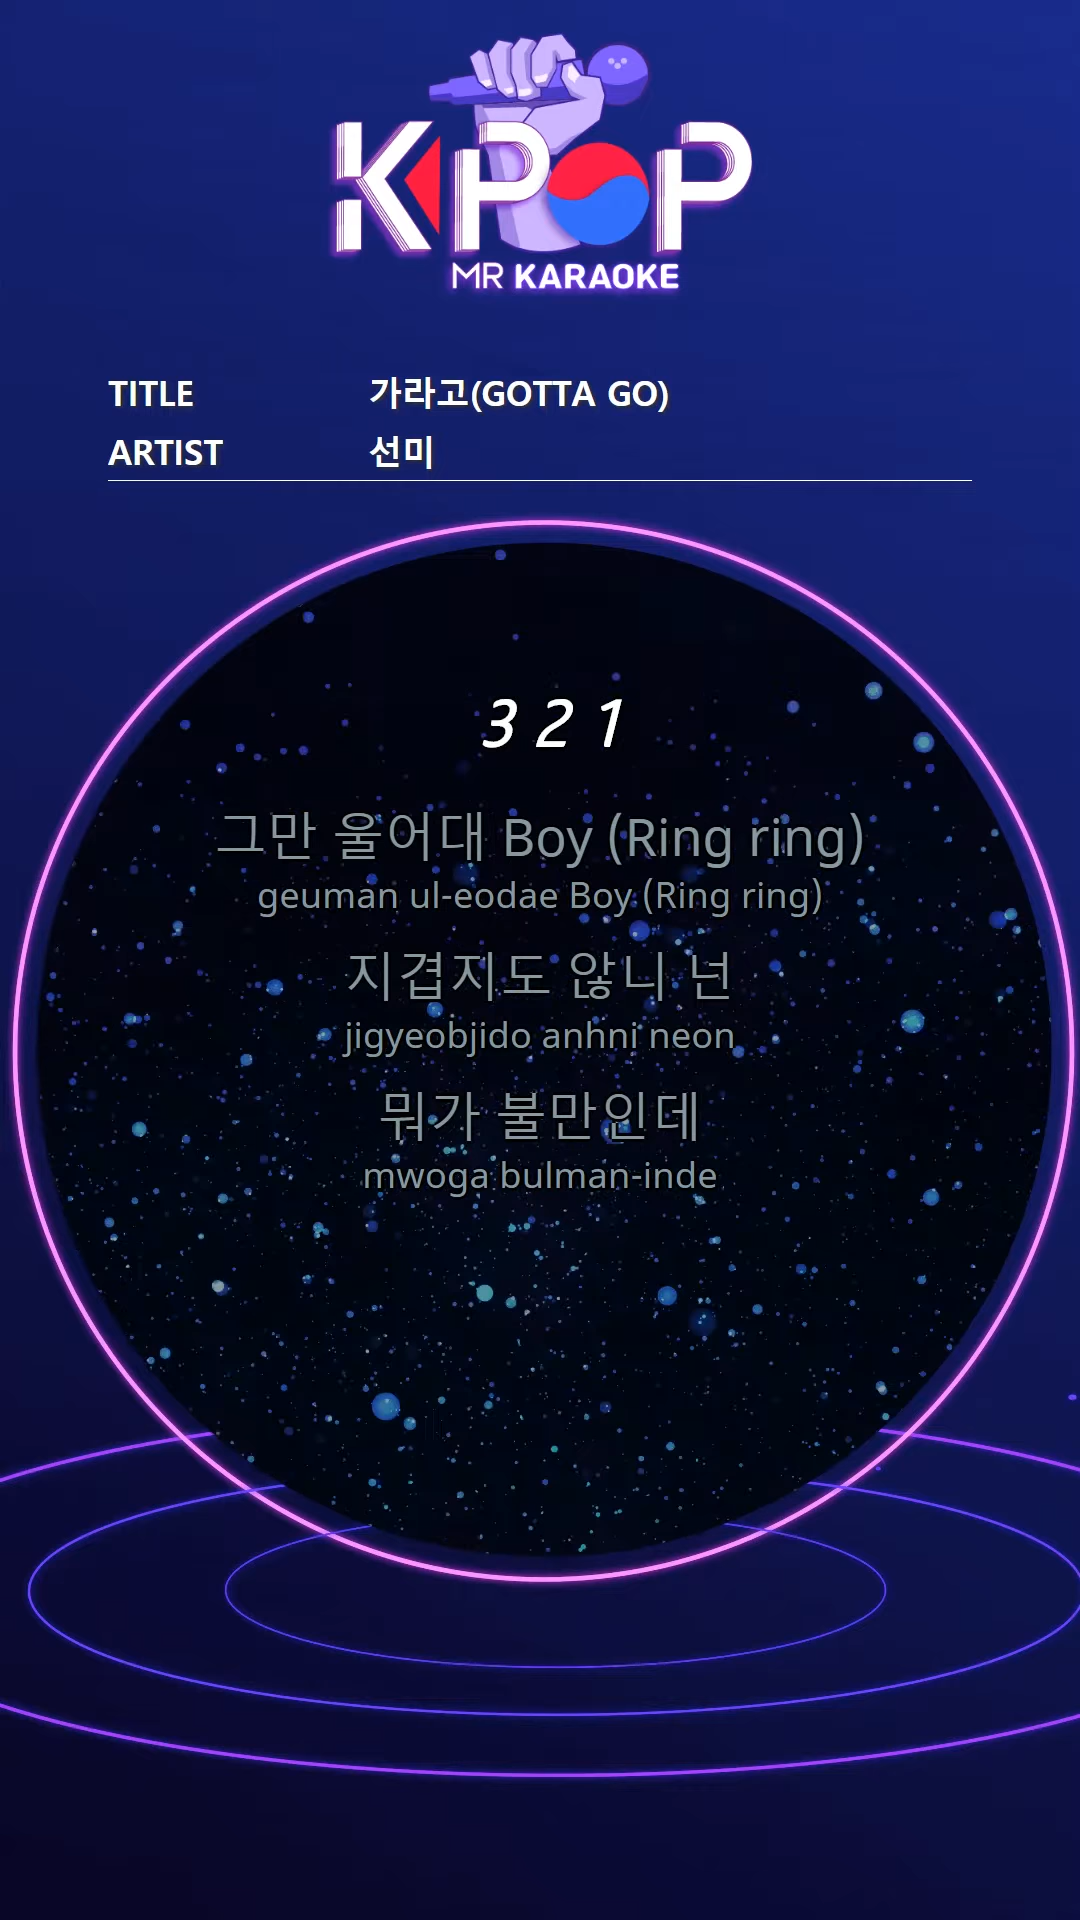 KPOP
MR KARAOKE
TITLE 가라고(GOTTA GO)
ARTIST 선미
3 2 1
그만 울어대 Boy (Ring ring)
geuman ul-eodae Boy (Ring ring)
지겹지도 않니 넌
jigyeobjido anhni neon
뭐가 불만인데
mwoga bulman-inde